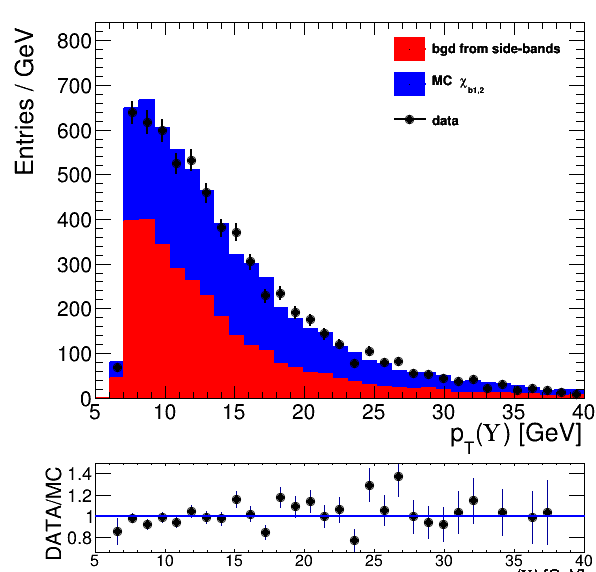 Entries / GeV
800
700
600
500
400
300
200
100
0
bgd from side-bands
MC χb1,2
data
5 10 15 20 25 30 35 40
pT(Υ) [GeV]
DATA/MC
1.4
1.2
1
0.8
5 10 15 20 25 30 35 40